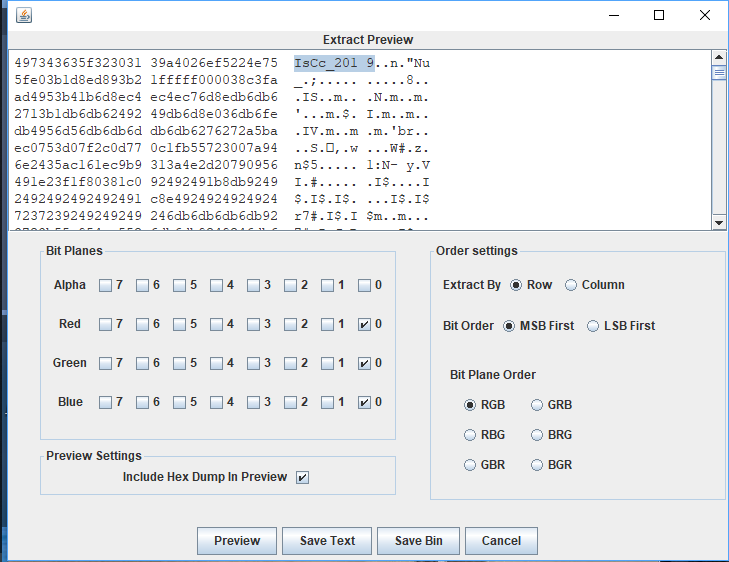 Extract Preview
497343635f323031 39a4026ef5224e75 IsCc_201 9..n."Nu
5fe03b1d8ed893b2 1fffff000038c3fa _.;..... .....8..
ad4953b41b6d8ec4 ec4ec76d8edb6db6 .IS..m.. .N.m..m.
2713b1db6db62492 49db6d8e036db6fe '...m.$. I.m..m..
db4956d56db6db6d db6db6276272a5ba .IV.m..m .m.'br..
ec0753d07f2c0d77 0c1fb55723007a94 ..S.▯,.w ...W#.z.
6e2435ac161ec9b9 313a4e2d20790956 n$5..... 1:N- y.V
491e23f1f80381c0 92492491b8db9249 I.#..... .I$....I
2492492492492491 c8e4924924924924 $.I$.I$. ...I$.I$
7237239249249249 246db6db6db6db92 r7#.I$.I $m..m...
Bit Planes
Alpha 7 6 5 4 3 2 1 0
Red 7 6 5 4 3 2 1 0
Green 7 6 5 4 3 2 1 0
Blue 7 6 5 4 3 2 1 0
Preview Settings
Include Hex Dump In Preview
Order settings
Extract By Row Column
Bit Order MSB First LSB First
Bit Plane Order
RGB GRB
RBG BRG
GBR BGR
Preview Save Text Save Bin Cancel